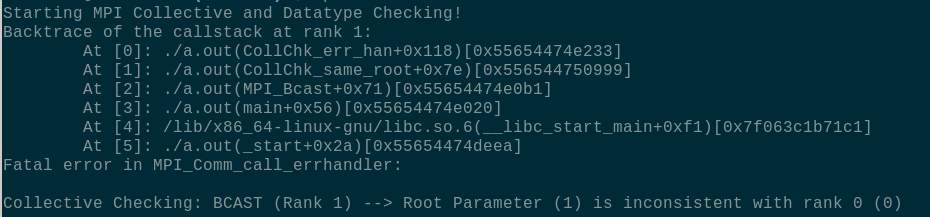 Starting MPI Collective and Datatype Checking!
Backtrace of the callstack at rank 1:
At [0]: ./a.out(CollChk_err_han+0x118)[0x55654474e233]
At [1]: ./a.out(CollChk_same_root+0x7e)[0x556544750999]
At [2]: ./a.out(MPI_Bcast+0x71)[0x55654474e0b1]
At [3]: ./a.out(main+0x56)[0x55654474e020]
At [4]: /lib/x86_64-linux-gnu/libc.so.6(__libc_start_main+0xf1)[0x7f063c1b71c1]
At [5]: ./a.out(_start+0x2a)[0x55654474deea]
Fatal error in MPI_Comm_call_errhandler:
Collective Checking: BCAST (Rank 1) --> Root Parameter (1) is inconsistent with rank 0 (0)